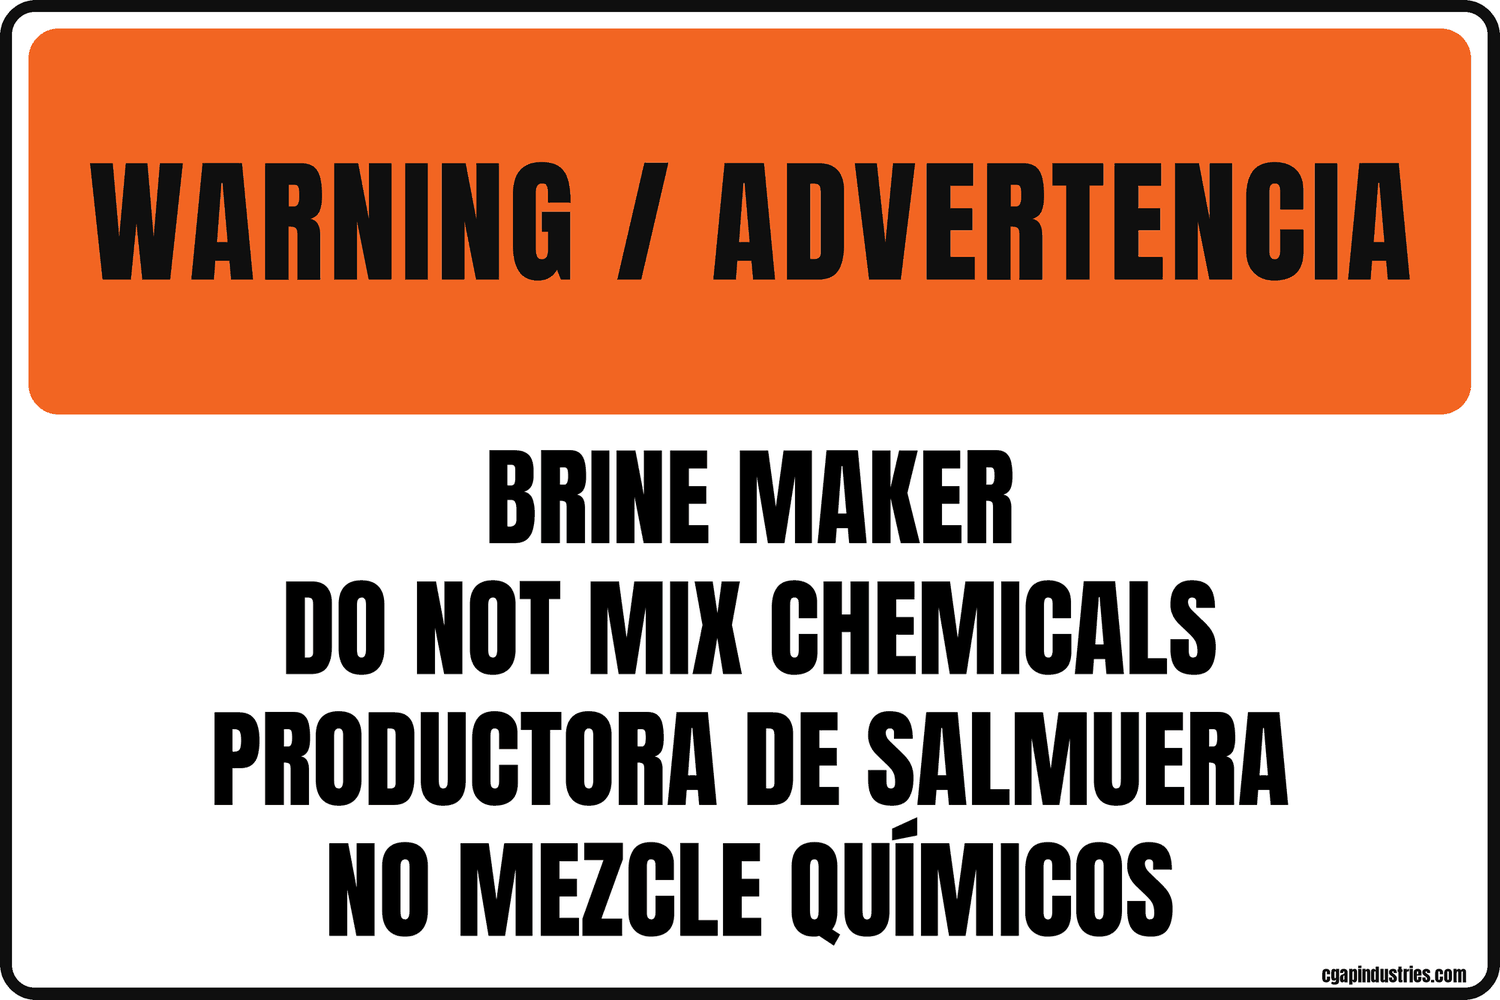 WARNING / ADVERTENCIA
BRINE MAKER
DO NOT MIX CHEMICALS
PRODUCTORA DE SALMUERA
NO MEZCLE QUÍMICOS
cgapindustries.com